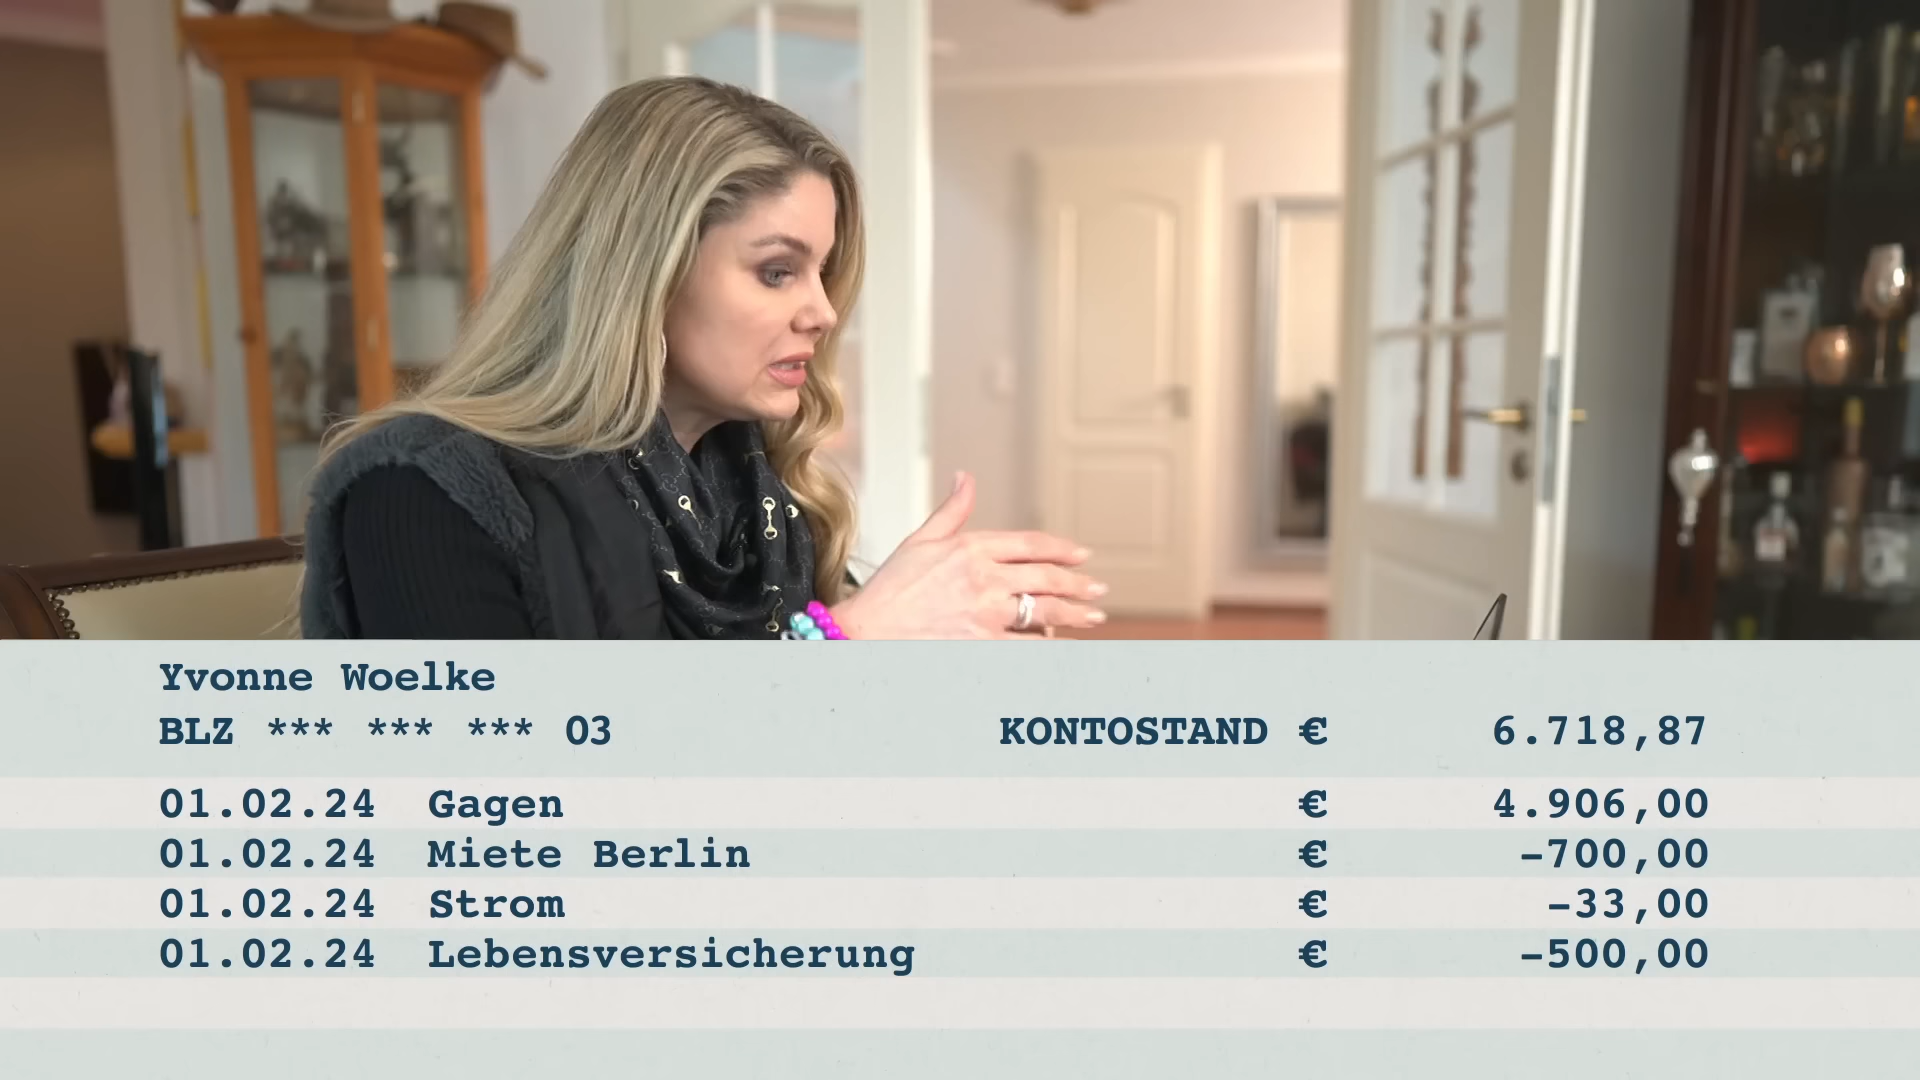 Yvonne Woelke
BLZ *** *** *** 03 KONTOSTAND € 6.718,87
01.02.24 Gagen € 4.906,00
01.02.24 Miete Berlin € -700,00
01.02.24 Strom € -33,00
01.02.24 Lebensversicherung € -500,00